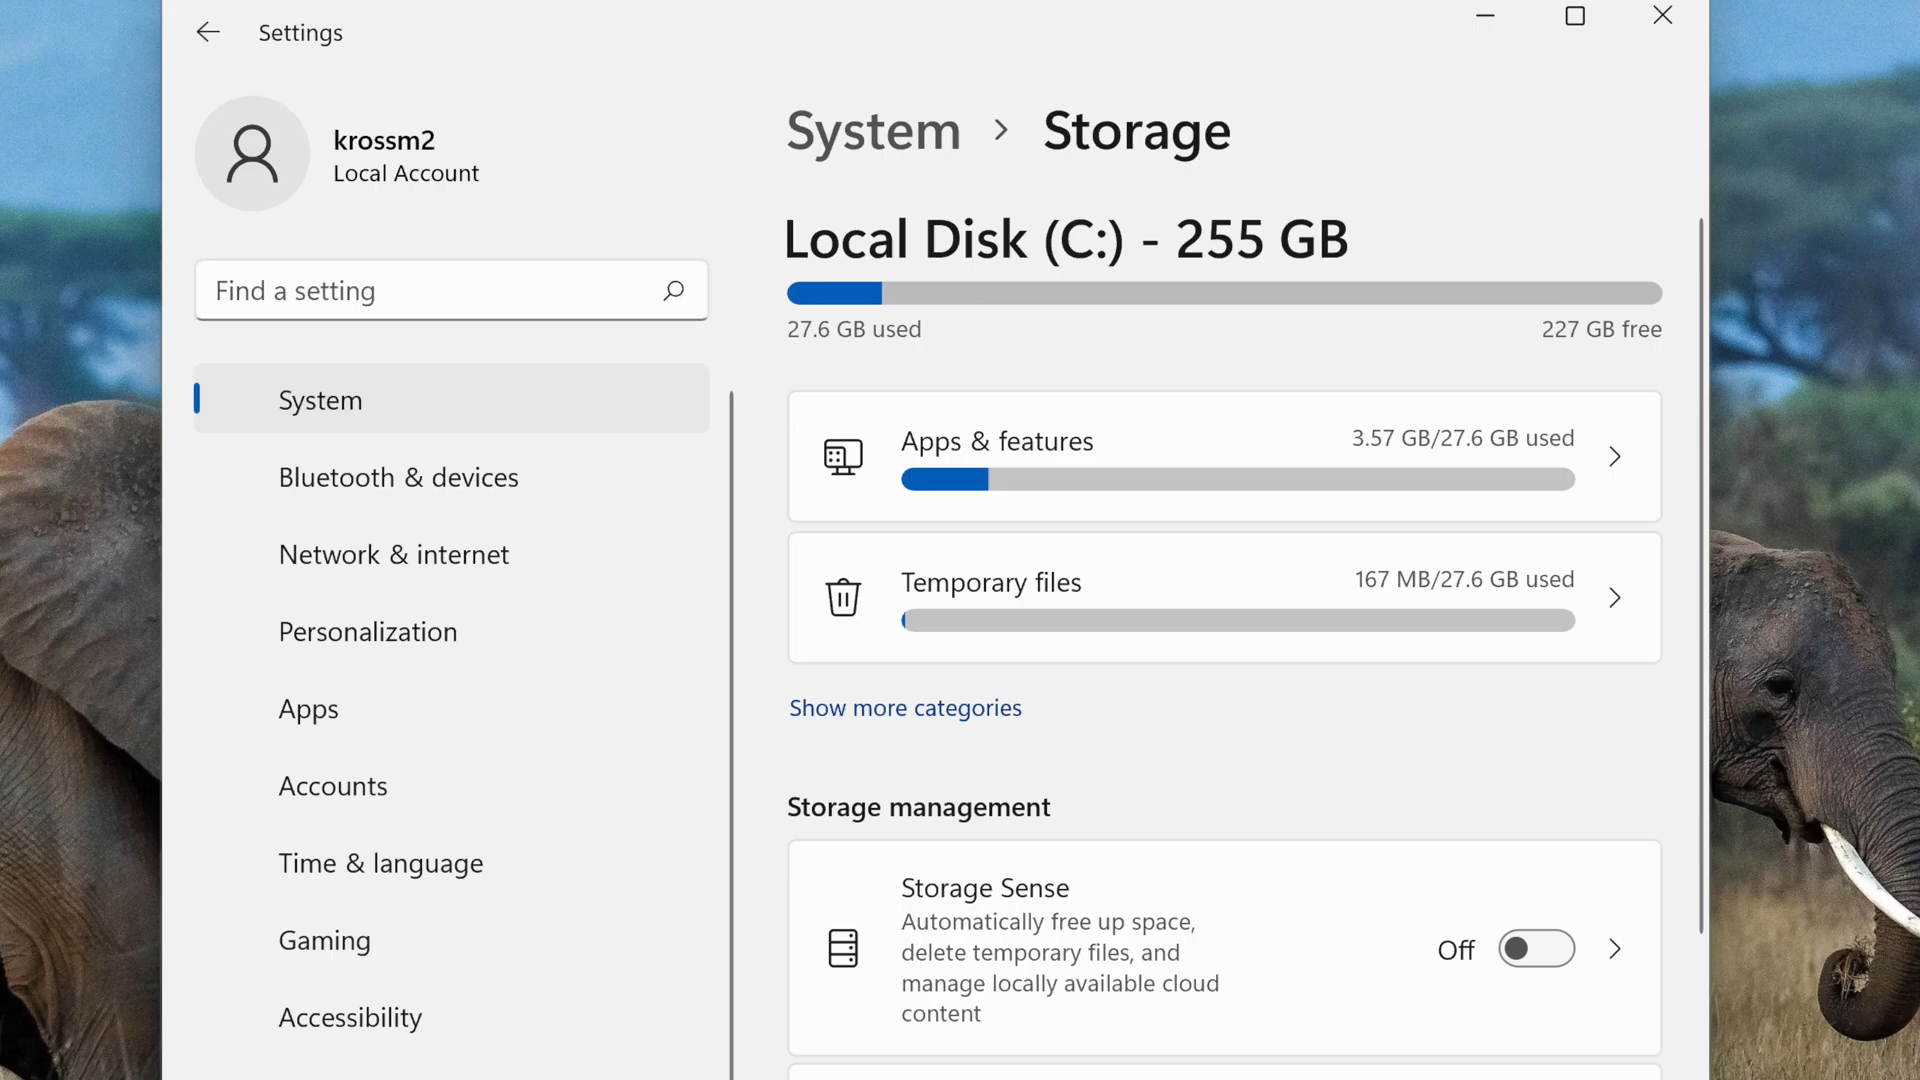 Settings
krossm2
Local Account
Find a setting
System
Bluetooth & devices
Network & internet
Personalization
Apps
Accounts
Time & language
Gaming
Accessibility
System > Storage
Local Disk (C:) - 255 GB
27.6 GB used
227 GB free
Apps & features
3.57 GB/27.6 GB used
Temporary files
167 MB/27.6 GB used
Show more categories
Storage management
Storage Sense
Automatically free up space,
delete temporary files, and
manage locally available cloud
content
Off